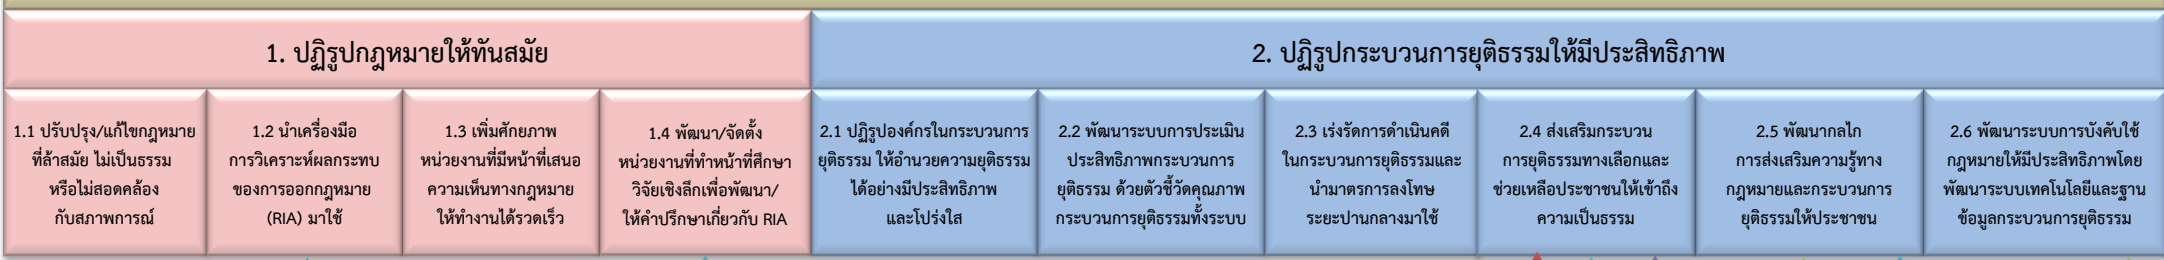 1. ปฏิรูปกฎหมายให้ทันสมัย
2. ปฏิรูปกระบวนการยุติธรรมให้มีประสิทธิภาพ
1.1 ปรับปรุง/แก้ไขกฎหมาย
ที่ล้าสมัย ไม่เป็นธรรม
หรือไม่สอดคล้อง
กับสภาพการณ์
1.2 นำเครื่องมือ
การวิเคราะห์ผลกระทบ
ของการออกกฎหมาย
(RIA) มาใช้
1.3 เพิ่มศักยภาพ
หน่วยงานที่มีหน้าที่เสนอ
ความเห็นทางกฎหมาย
ให้ทำงานได้รวดเร็ว
1.4 พัฒนา/จัดตั้ง
หน่วยงานที่ทำหน้าที่ศึกษา
วิจัยเชิงลึกเพื่อพัฒนา/
ให้คำปรึกษาเกี่ยวกับ RIA
2.1 ปฏิรูปองค์กรในกระบวนการ
ยุติธรรม ให้อำนวยความยุติธรรม
ได้อย่างมีประสิทธิภาพ
และโปร่งใส
2.2 พัฒนาระบบการประเมิน
ประสิทธิภาพกระบวนการ
ยุติธรรม ด้วยตัวชี้วัดคุณภาพ
กระบวนการยุติธรรมทั้งระบบ
2.3 เร่งรัดการดำเนินคดี
ในกระบวนการยุติธรรมและ
นำมาตรการลงโทษ
ระยะปานกลางมาใช้
2.4 ส่งเสริมกระบวน
การยุติธรรมทางเลือกและ
ช่วยเหลือประชาชนให้เข้าถึง
ความเป็นธรรม
2.5 พัฒนากลไก
การส่งเสริมความรู้ทาง
กฎหมายและกระบวนการ
ยุติธรรมให้ประชาชน
2.6 พัฒนาระบบการบังคับใช้
กฎหมายให้มีประสิทธิภาพโดย
พัฒนาระบบเทคโนโลยีและฐาน
ข้อมูลกระบวนการยุติธรรม